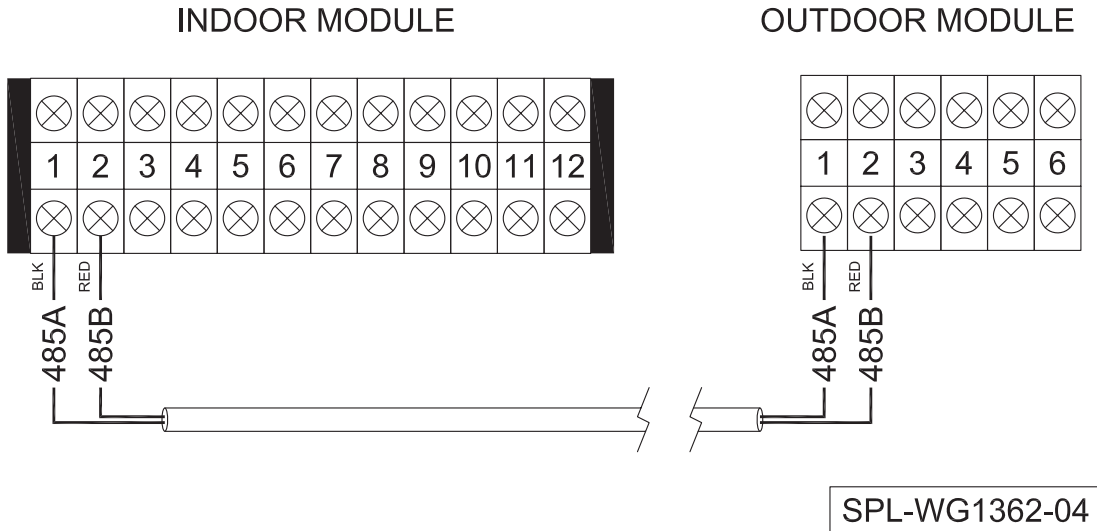 INDOOR MODULE
OUTDOOR MODULE
1 2 3 4 5 6 7 8 9 10 11 12
1 2 3 4 5 6
BLK
485A
RED
485B
BLK
485A
RED
485B
SPL-WG1362-04